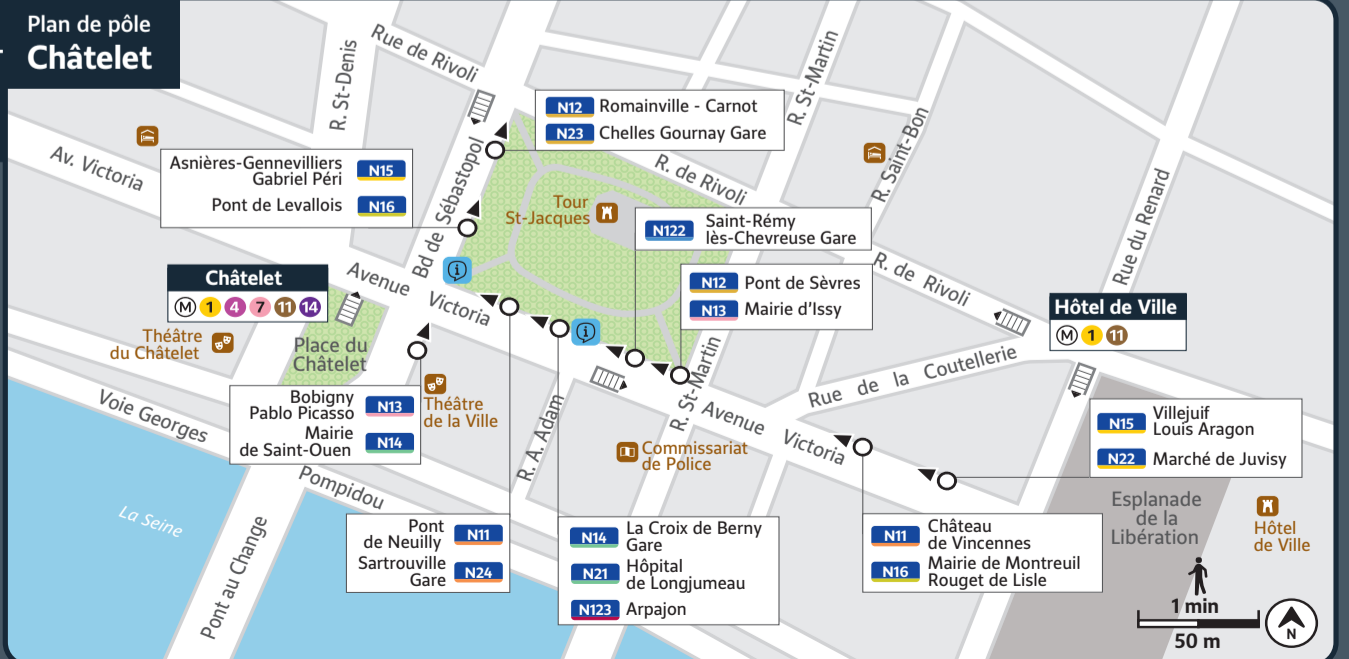 Plan de pôle
Châtelet
Rue de Rivoli
R. St-Denis
R. St-Martin
N12 Romainville - Carnot
N23 Chelles Gournay Gare
Av. Victoria
Asnières-Gennevilliers
Gabriel Péri N15
Pont de Levallois N16
Bd de Sébastopol
R. de Rivoli
R. Saint-Bon
Rue du Renard
Tour
St-Jacques
N122 Saint-Rémy
lès-Chevreuse Gare
N12 Pont de Sèvres
N13 Mairie d'Issy
R. de Rivoli
Châtelet
M 1 4 7 11 14
Avenue Victoria
Hôtel de Ville
M 1 11
Théâtre
du Châtelet
Place du
Châtelet
Rue de la Coutellerie
R. St-Martin
Voie Georges
Pompidou
Bobigny
Pablo Picasso N13
Mairie
de Saint-Ouen N14
Théâtre
de la Ville
R. A. Adam
Avenue Victoria
Commissariat
de Police
N15 Villejuif
Louis Aragon
N22 Marché de Juvisy
La Seine
Pont au Change
Pont
de Neuilly N11
Sartrouville
Gare N24
N14 La Croix de Berny
Gare
N21 Hôpital
de Longjumeau
N123 Arpajon
N11 Château
de Vincennes
N16 Mairie de Montreuil
Rouget de Lisle
Esplanade
de la
Libération
Hôtel
de Ville
1 min
50 m
N